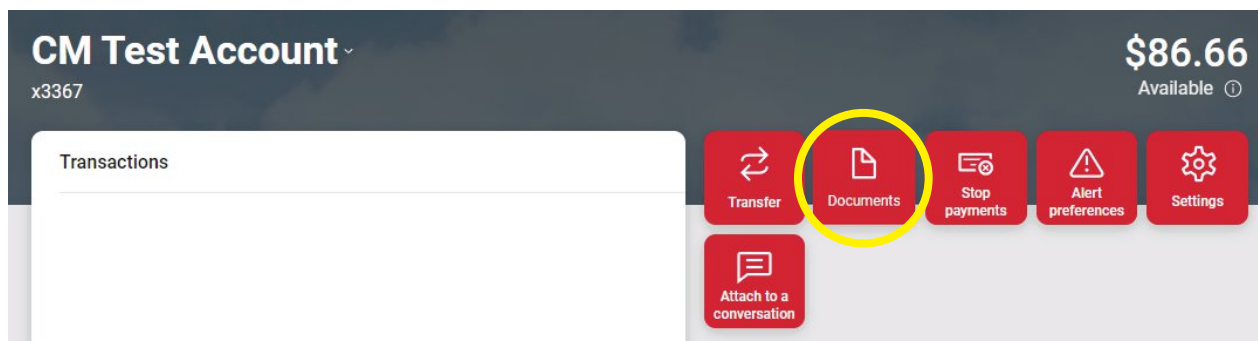 CM Test Account
$86.66
x3367
Available
Transactions
Transfer
Documents
Stop
payments
Alert
preferences
Settings
Attach to a
conversation